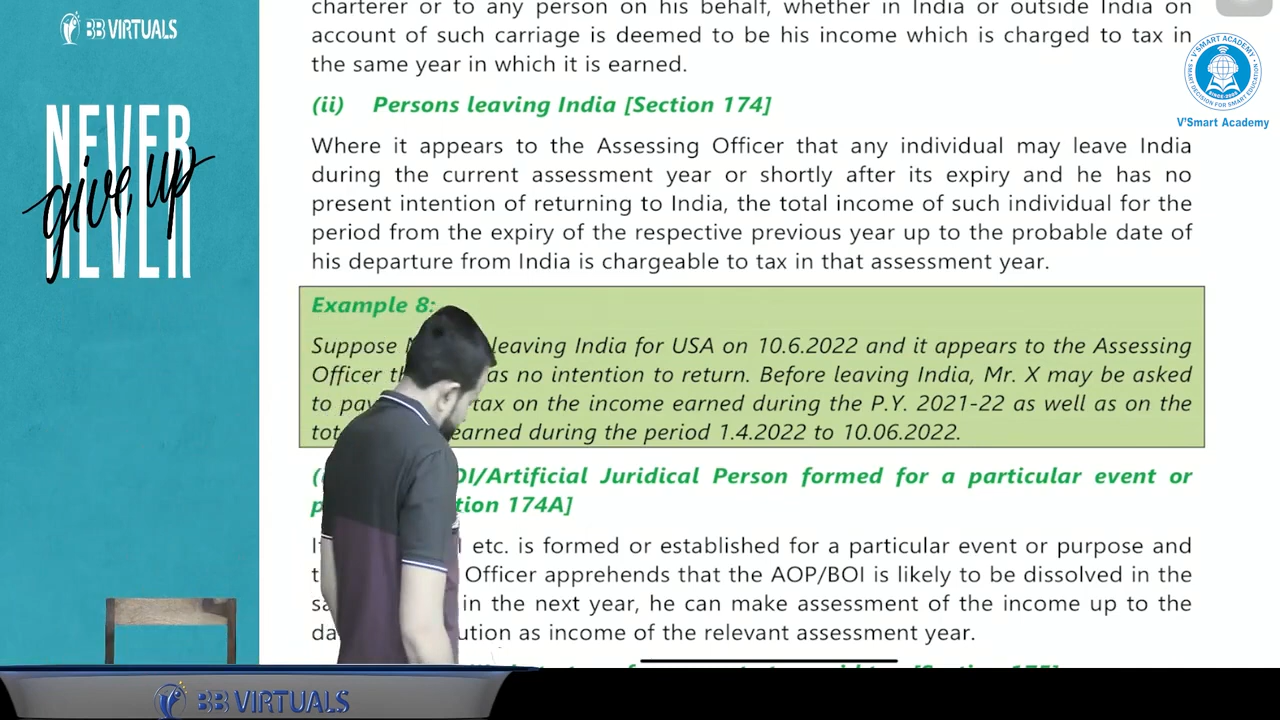 BB VIRTUALS
NEVER
give up
NEVER
charterer or to any person on his behalf, whether in India or outside India on
account of such carriage is deemed to be his income which is charged to tax in
the same year in which it is earned.
V'SMART ACADEMY
SMART DECISION FOR SMART EDUCATION
V'Smart Academy
(ii) Persons leaving India [Section 174]
Where it appears to the Assessing Officer that any individual may leave India
during the current assessment year or shortly after its expiry and he has no
present intention of returning to India, the total income of such individual for the
period from the expiry of the respective previous year up to the probable date of
his departure from India is chargeable to tax in that assessment year.
Example 8:
Suppose leaving India for USA on 10.6.2022 and it appears to the Assessing
Officer as no intention to return. Before leaving India, Mr. X may be asked
to pay tax on the income earned during the P.Y. 2021-22 as well as on the
earned during the period 1.4.2022 to 10.06.2022.
OI/Artificial Juridical Person formed for a particular event or
tion 174A]
etc. is formed or established for a particular event or purpose and
Officer apprehends that the AOP/BOI is likely to be dissolved in the
in the next year, he can make assessment of the income up to the
ution as income of the relevant assessment year.
BB VIRTUALS